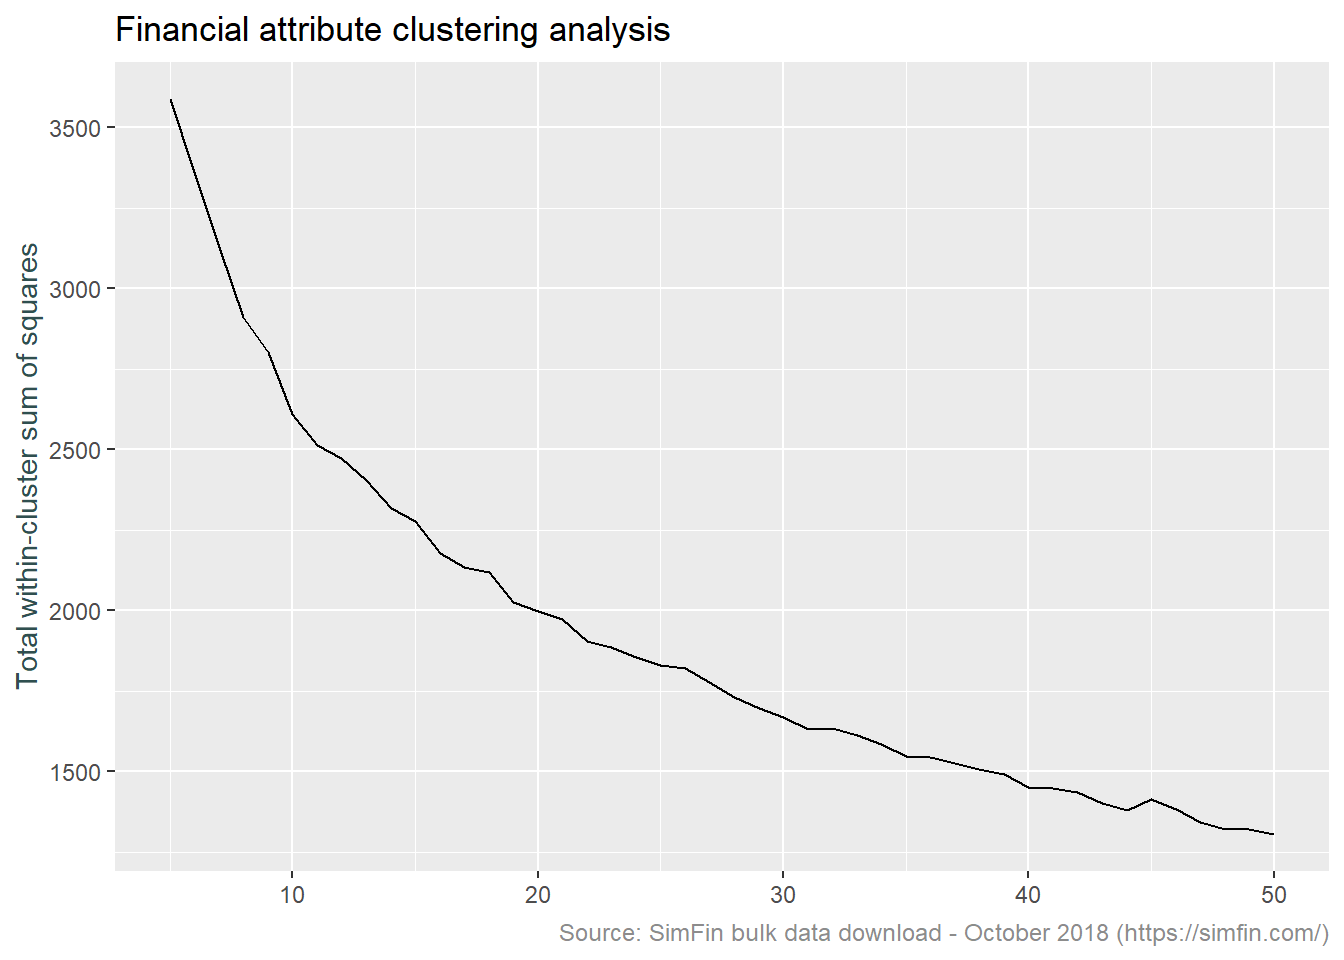 Financial attribute clustering analysis
Total within-cluster sum of squares
3500
3000
2500
2000
1500
10 20 30 40 50
Source: SimFin bulk data download - October 2018 (https://simfin.com/)